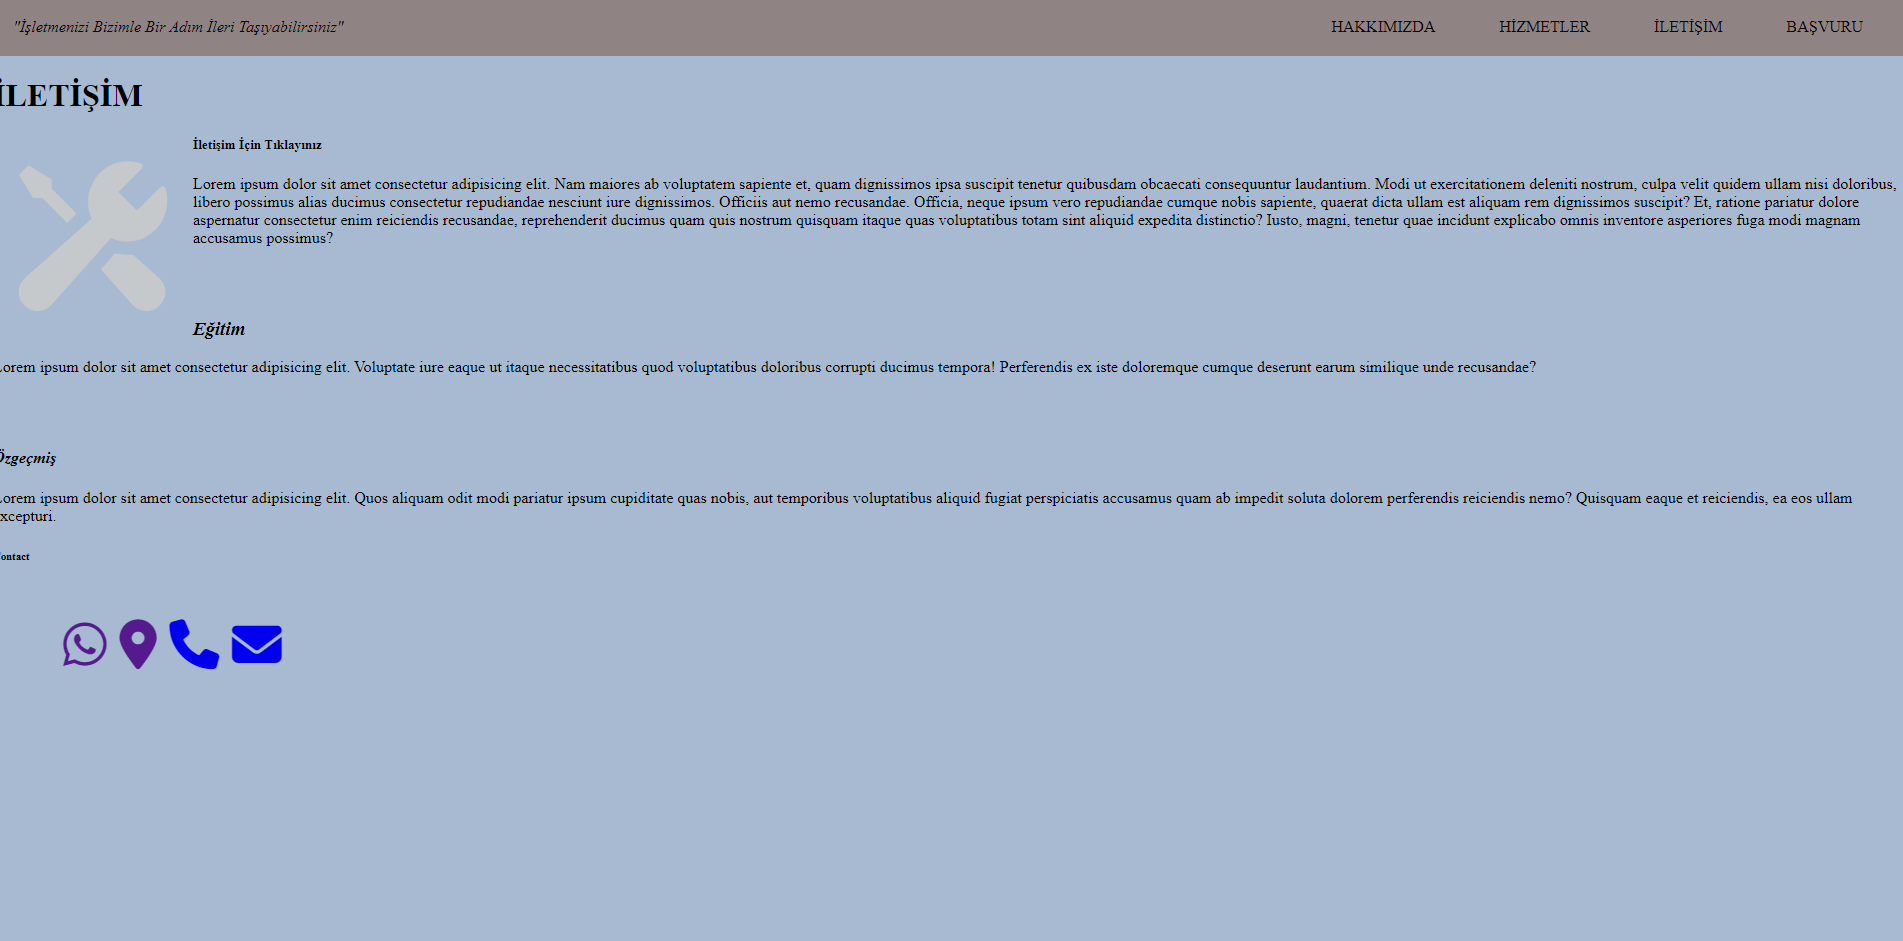 "İşletmenizi Bizimle Bir Adım İleri Taşıyabilirsiniz"
HAKKIMIZDA HİZMETLER İLETİŞİM BAŞVURU
İLETİŞİM
İletişim İçin Tıklayınız
Lorem ipsum dolor sit amet consectetur adipisicing elit. Nam maiores ab voluptatem sapiente et, quam dignissimos ipsa suscipit tenetur quibusdam obcaecati consequuntur laudantium. Modi ut exercitationem deleniti nostrum, culpa velit quidem ullam nisi doloribus,
libero possimus alias ducimus consectetur repudiandae nesciunt iure dignissimos. Officiis aut nemo recusandae. Officia, neque ipsum vero repudiandae cumque nobis sapiente, quaerat dicta ullam est aliquam rem dignissimos suscipit? Et, ratione pariatur dolore
aspernatur consectetur enim reiciendis recusandae, reprehenderit ducimus quam quis nostrum quisquam itaque quas voluptatibus totam sint aliquid expedita distinctio? Iusto, magni, tenetur quae incidunt explicabo omnis inventore asperiores fuga modi magnam
accusamus possimus?
Eğitim
orem ipsum dolor sit amet consectetur adipisicing elit. Voluptate iure eaque ut itaque necessitatibus quod voluptatibus doloribus corrupti ducimus tempora! Perferendis ex iste doloremque cumque deserunt earum similique unde recusandae?
Özgeçmiş
orem ipsum dolor sit amet consectetur adipisicing elit. Quos aliquam odit modi pariatur ipsum cupiditate quas nobis, aut temporibus voluptatibus aliquid fugiat perspiciatis accusamus quam ab impedit soluta dolorem perferendis reiciendis nemo? Quisquam eaque et reiciendis, ea eos ullam
xcepturi.
ontact